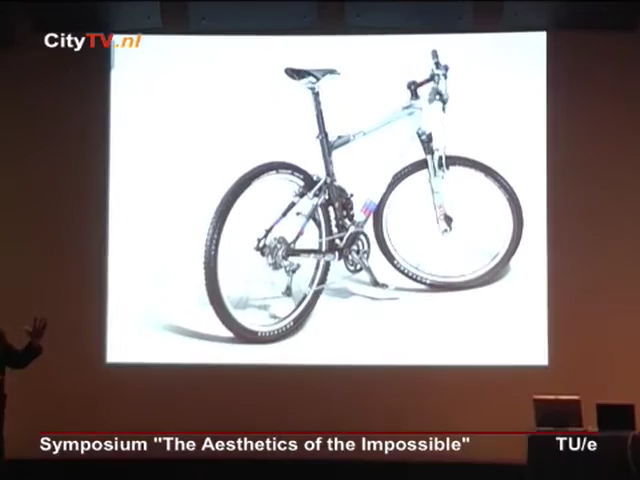 CityTV.nl
Symposium "The Aesthetics of the Impossible" TU/e